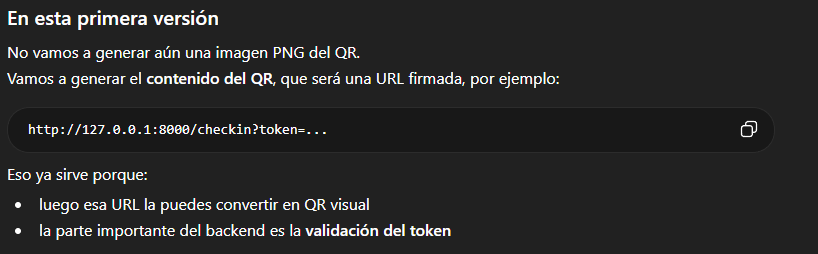 En esta primera versión
No vamos a generar aún una imagen PNG del QR.
Vamos a generar el contenido del QR, que será una URL firmada, por ejemplo:
http://127.0.0.1:8000/checkin?token=...
Eso ya sirve porque:
• luego esa URL la puedes convertir en QR visual
• la parte importante del backend es la validación del token